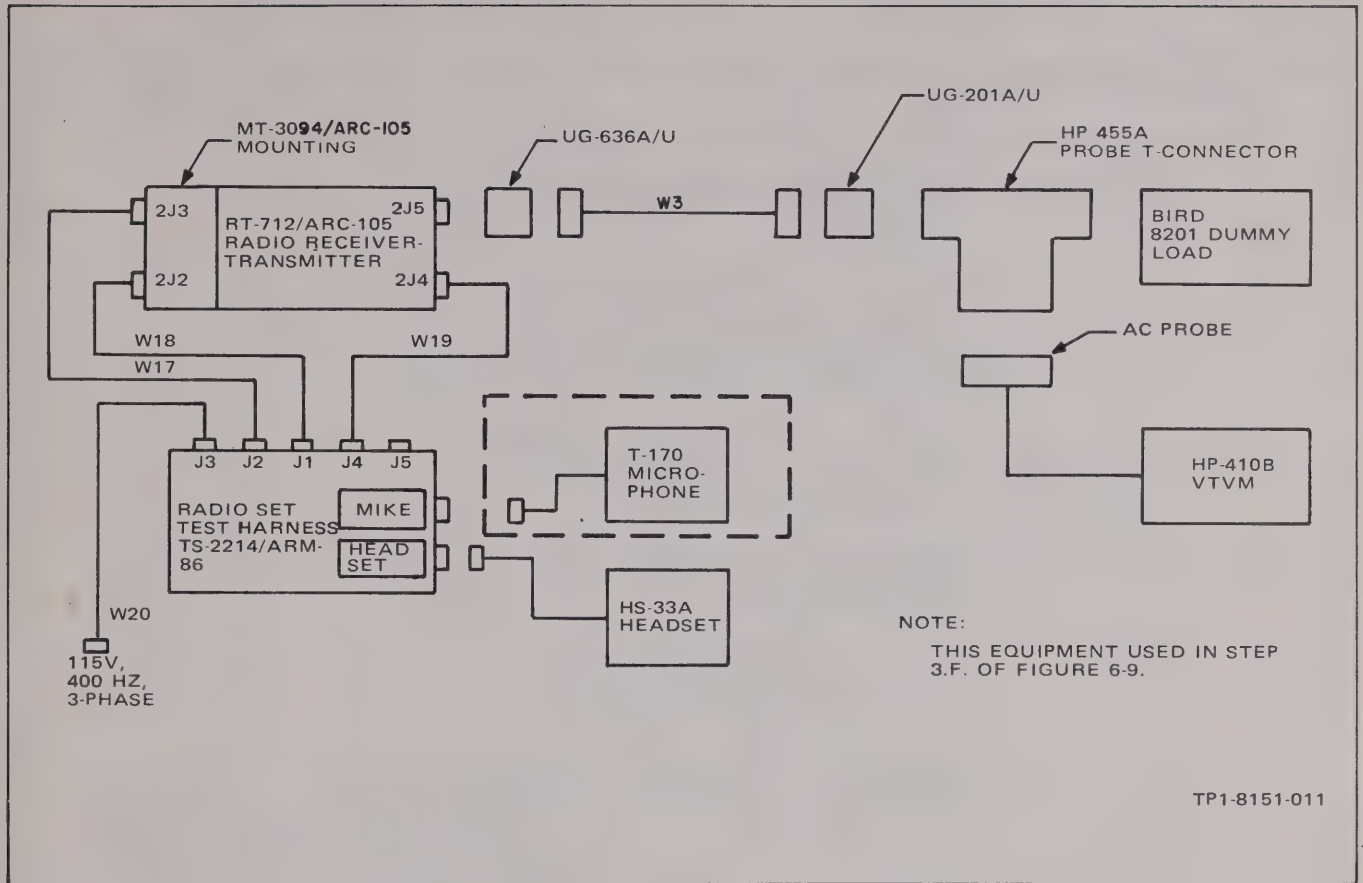 MT-3094/ARC-105
MOUNTING
UG-636A/U
UG-201A/U
HP 455A
PROBE T-CONNECTOR
2J3
RT-712/ARC-105
RADIO RECEIVER-
TRANSMITTER
2J5
2J2
2J4
W3
BIRD
8201 DUMMY
LOAD
W18
W17
W19
AC PROBE
J3
J2
J1
J4
J5
RADIO SET
TEST HARNESS
TS-2214/ARM-
86
MIKE
HEAD
SET
T-170
MICRO-
PHONE
HP-410B
VTVM
W20
115V,
400 HZ,
3-PHASE
HS-33A
HEADSET
NOTE:
THIS EQUIPMENT USED IN STEP
3.F. OF FIGURE 6-9.
TP1-8151-011